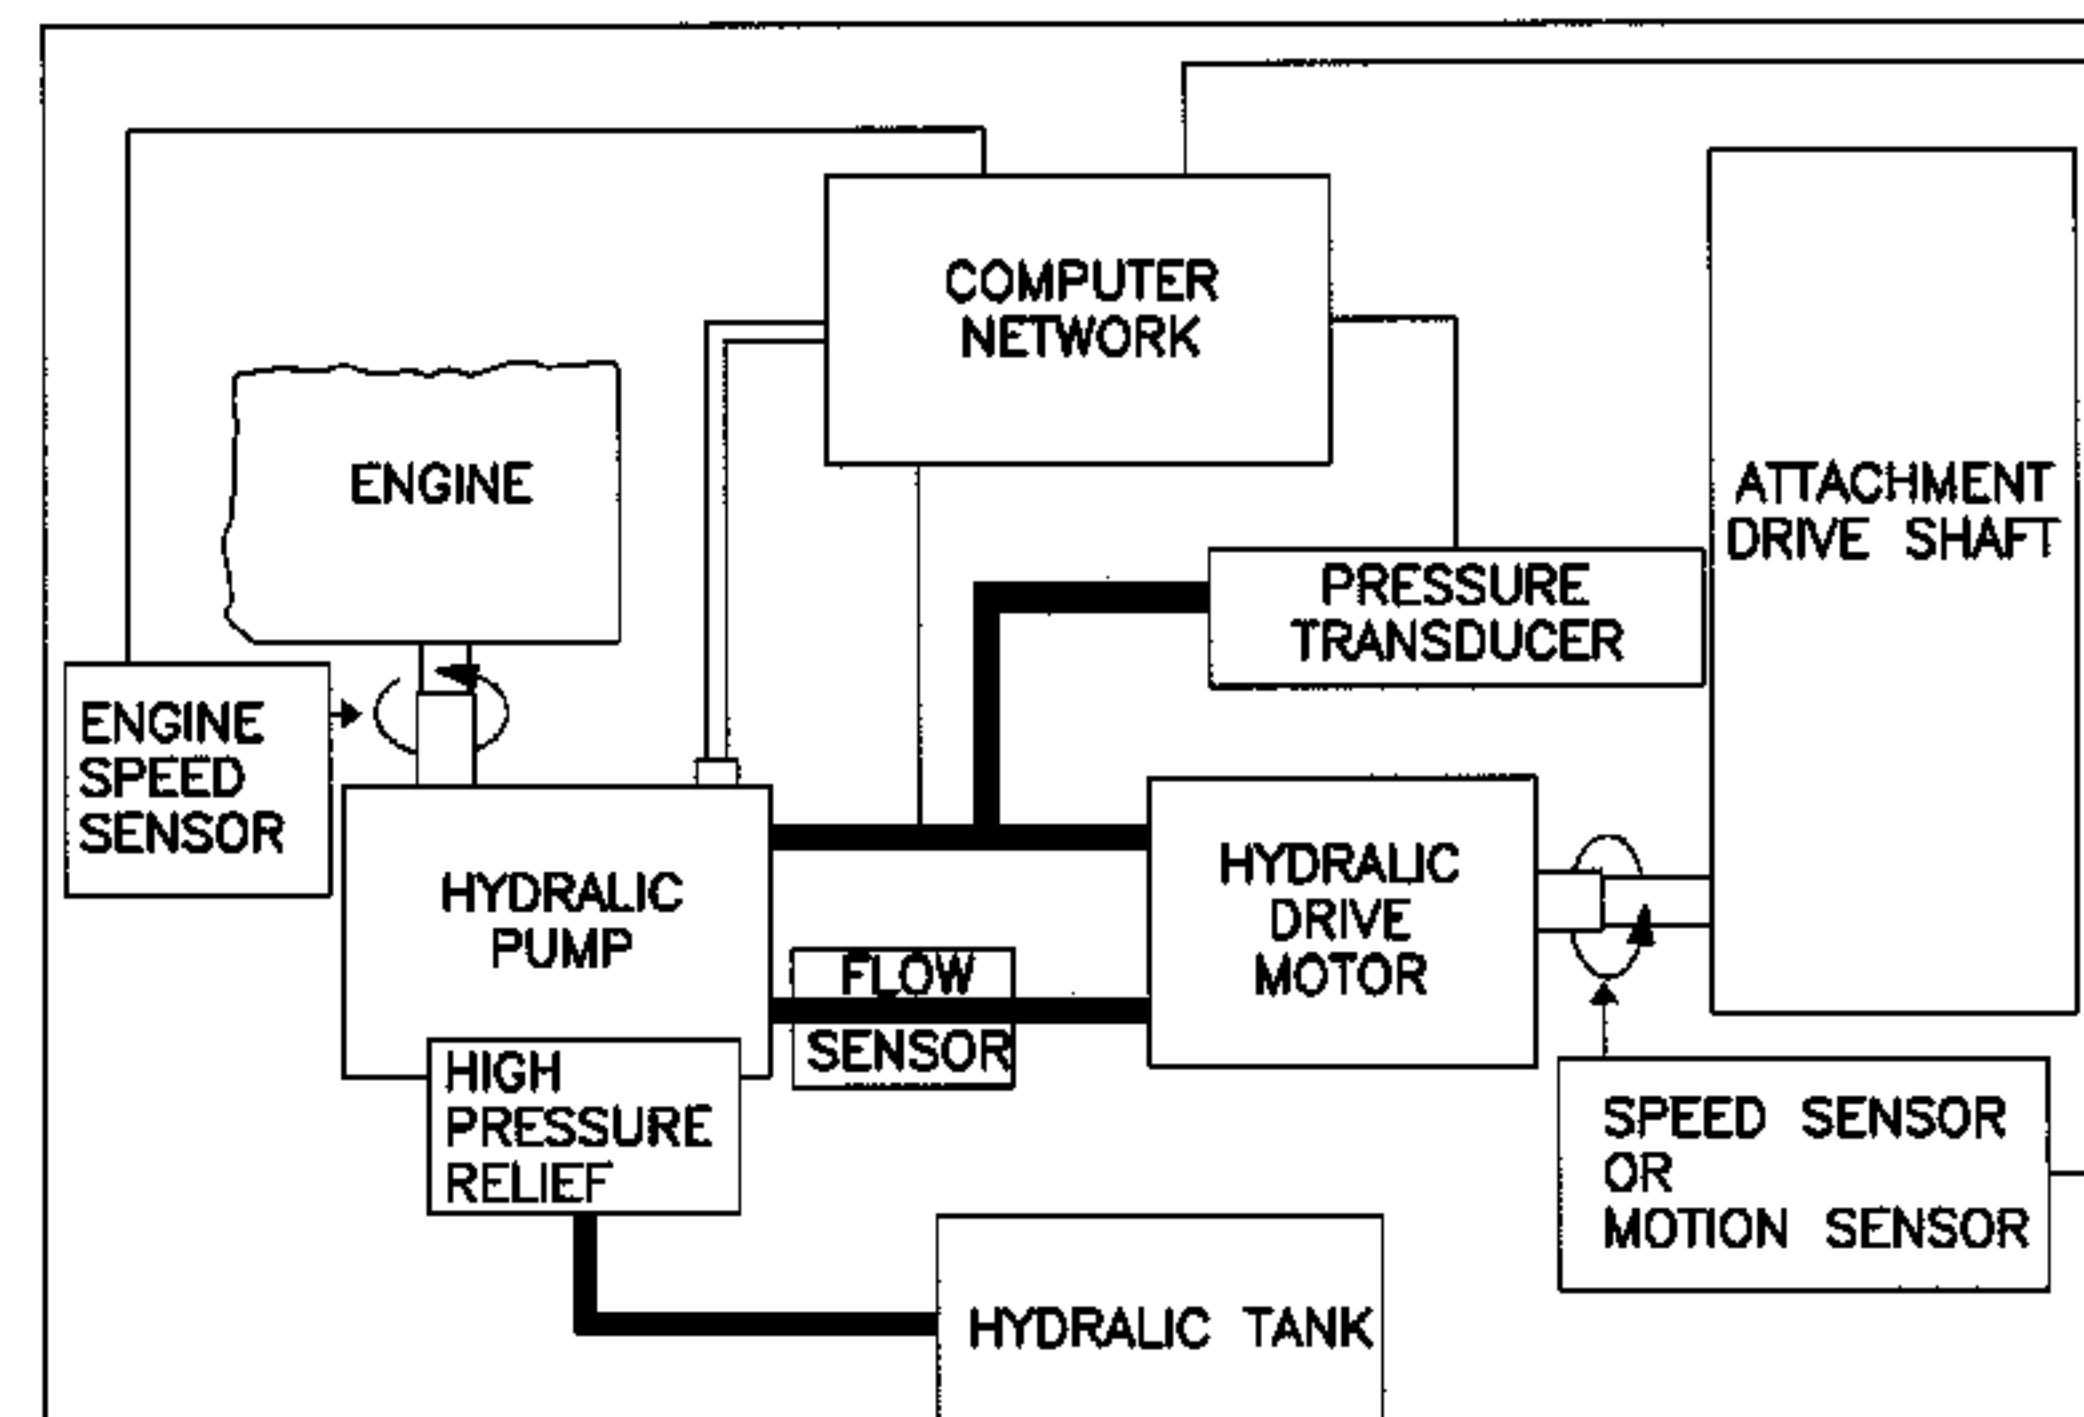 COMPUTER
NETWORK
ENGINE
ATTACHMENT
DRIVE SHAFT
PRESSURE
TRANSDUCER
ENGINE
SPEED
SENSOR
HYDRALIC
PUMP
HYDRALIC
DRIVE
MOTOR
FLOW
SENSOR
HIGH
PRESSURE
RELIEF
SPEED SENSOR
OR
MOTION SENSOR
HYDRALIC TANK